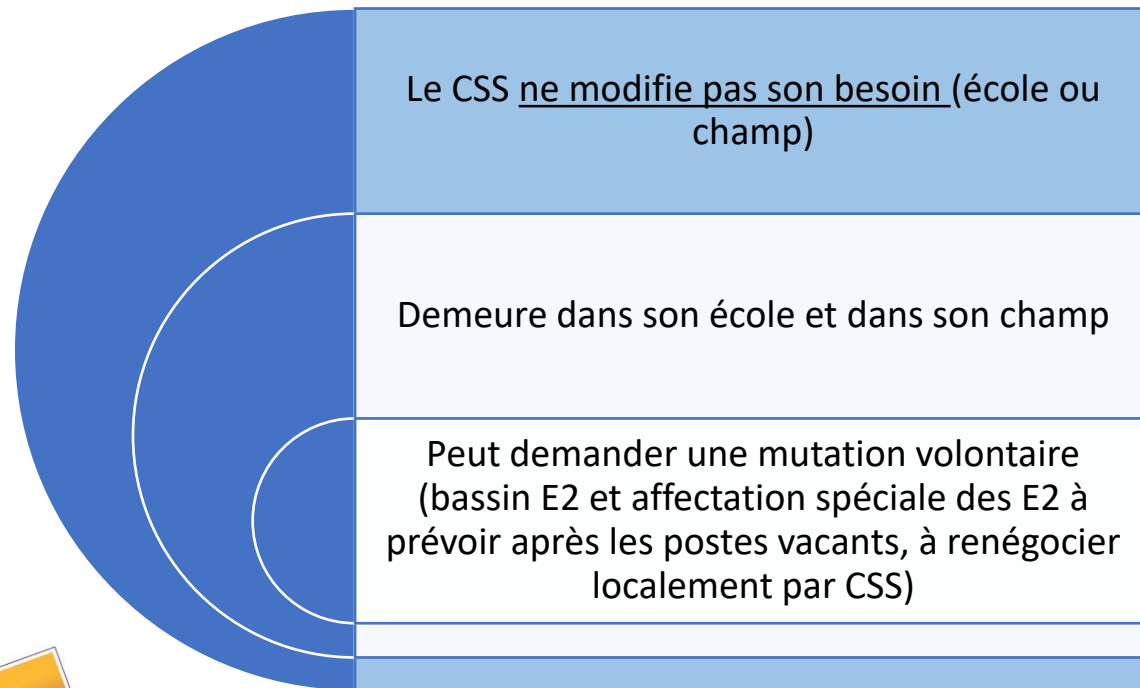 Le CSS ne modifie pas son besoin (école ou
champ)
Demeure dans son école et dans son champ
Peut demander une mutation volontaire
(bassin E2 et affectation spéciale des E2 à
prévoir après les postes vacants, à renégocier
localement par CSS)